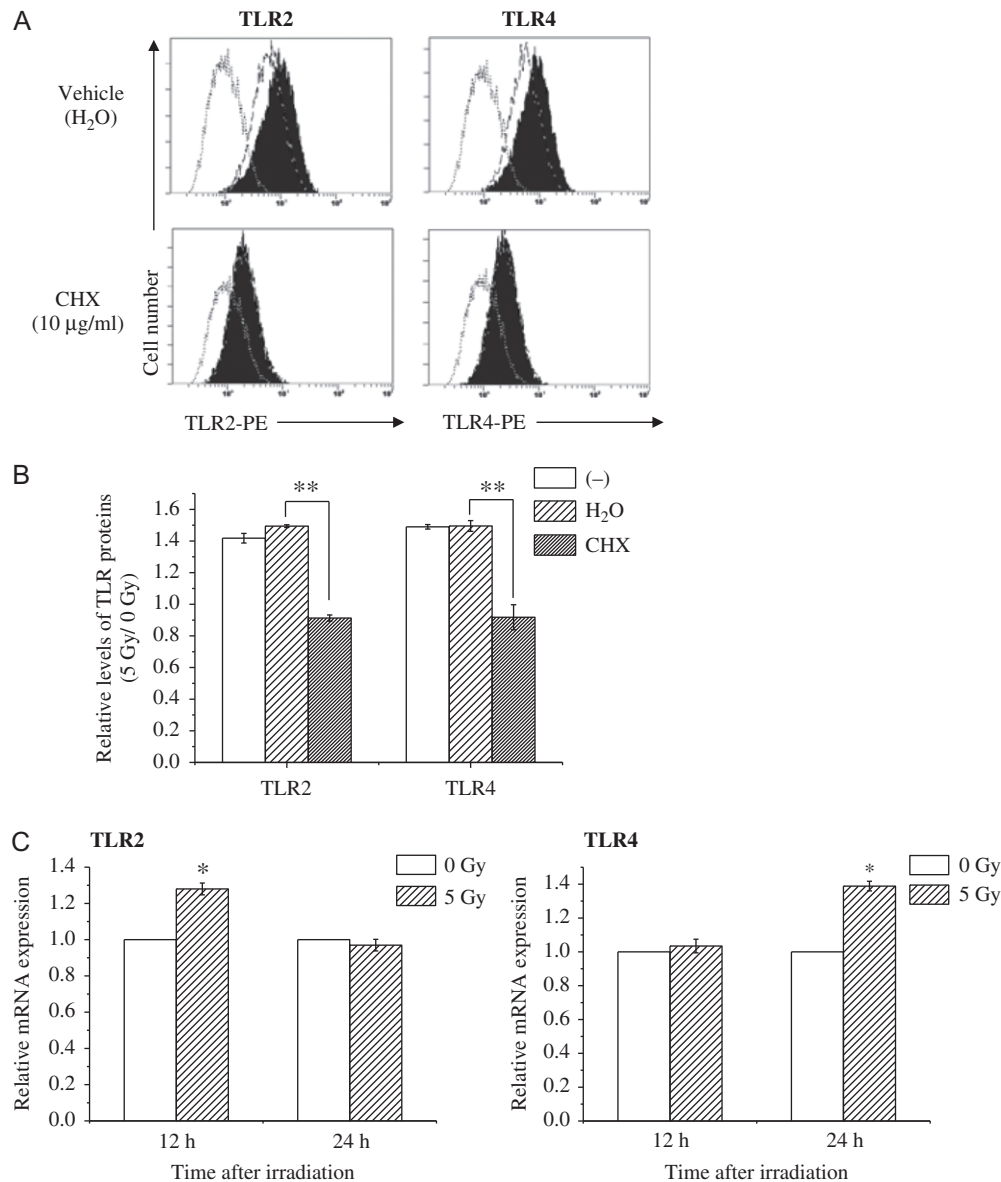 A
TLR2
TLR4
Vehicle
(H₂O)
CHX
(10 µg/ml)
Cell number
TLR2-PE
TLR4-PE
B
Relative levels of TLR proteins
(5 Gy/ 0 Gy)
1.6
1.4
1.2
1.0
0.8
0.6
0.4
0.2
0.0
**
**
TLR2
TLR4
(–)
H₂O
CHX
C
TLR2
Relative mRNA expression
1.4
1.2
1.0
0.8
0.6
0.4
0.2
0.0
*
12 h
24 h
Time after irradiation
0 Gy
5 Gy
TLR4
Relative mRNA expression
1.4
1.2
1.0
0.8
0.6
0.4
0.2
0.0
*
12 h
24 h
Time after irradiation
0 Gy
5 Gy